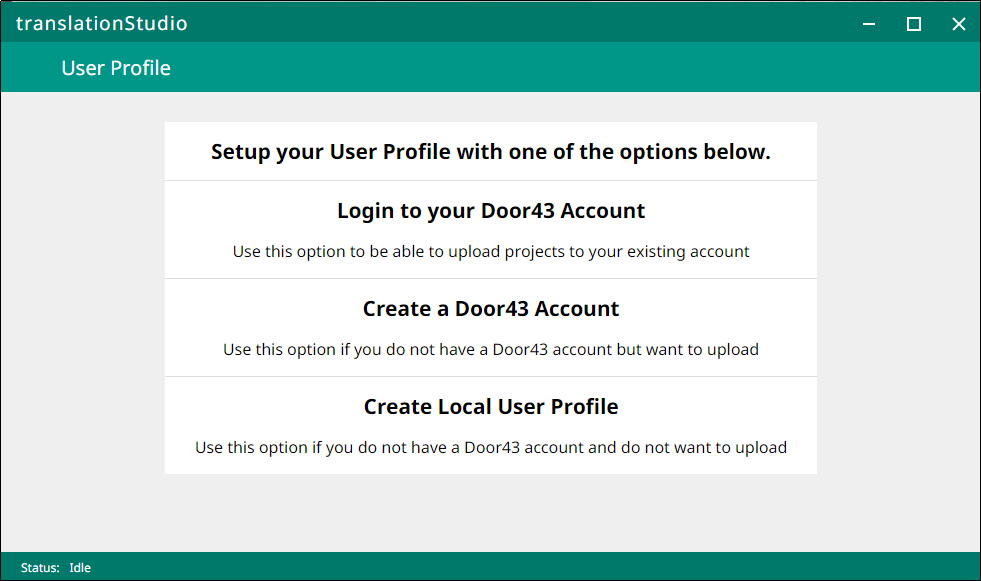 translationStudio
User Profile
Setup your User Profile with one of the options below.
Login to your Door43 Account
Use this option to be able to upload projects to your existing account
Create a Door43 Account
Use this option if you do not have a Door43 account but want to upload
Create Local User Profile
Use this option if you do not have a Door43 account and do not want to upload
Status: Idle